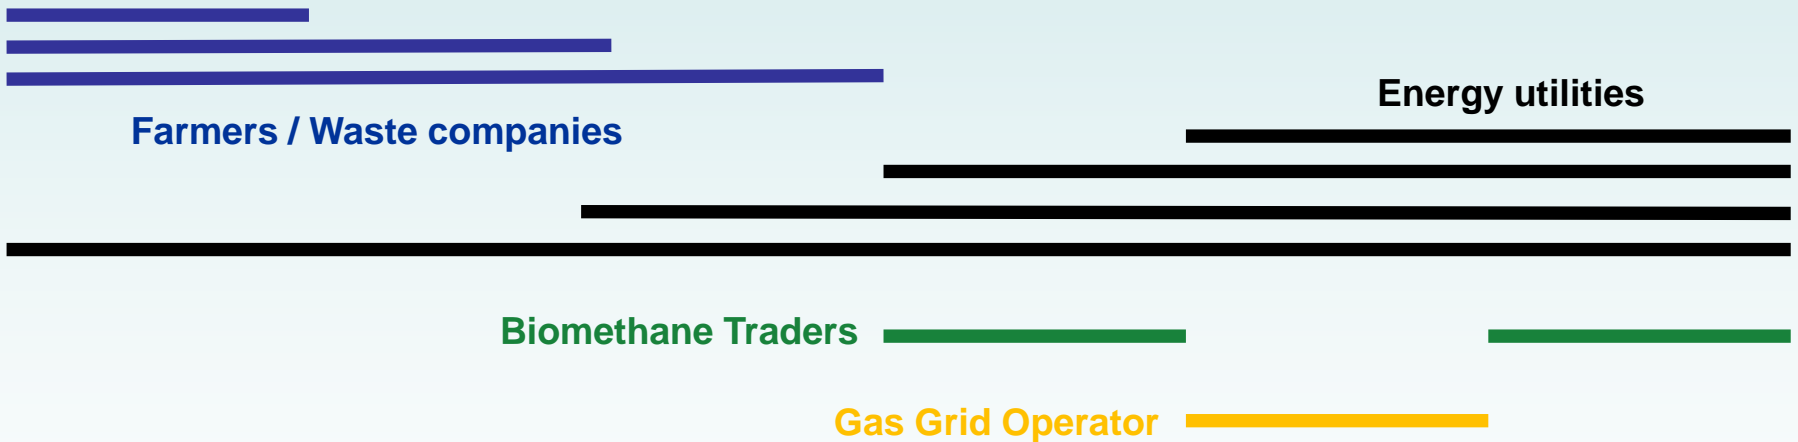 Energy utilities
Farmers / Waste companies
Biomethane Traders
Gas Grid Operator